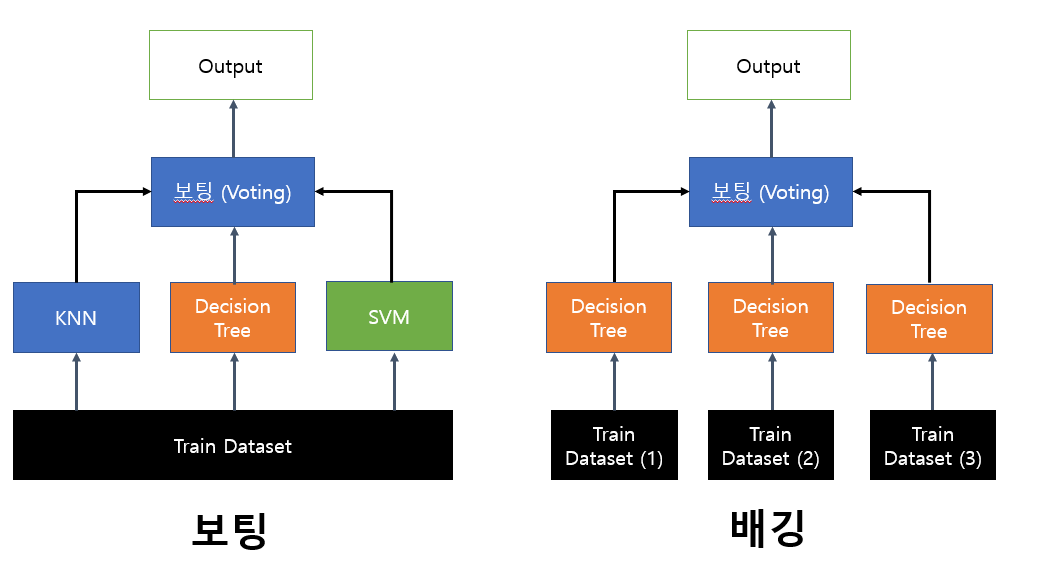 Output
보팅 (Voting)
KNN
Decision
Tree
SVM
Train Dataset
보팅
Output
보팅 (Voting)
Decision
Tree
Decision
Tree
Decision
Tree
Train
Dataset (1)
Train
Dataset (2)
Train
Dataset (3)
배깅